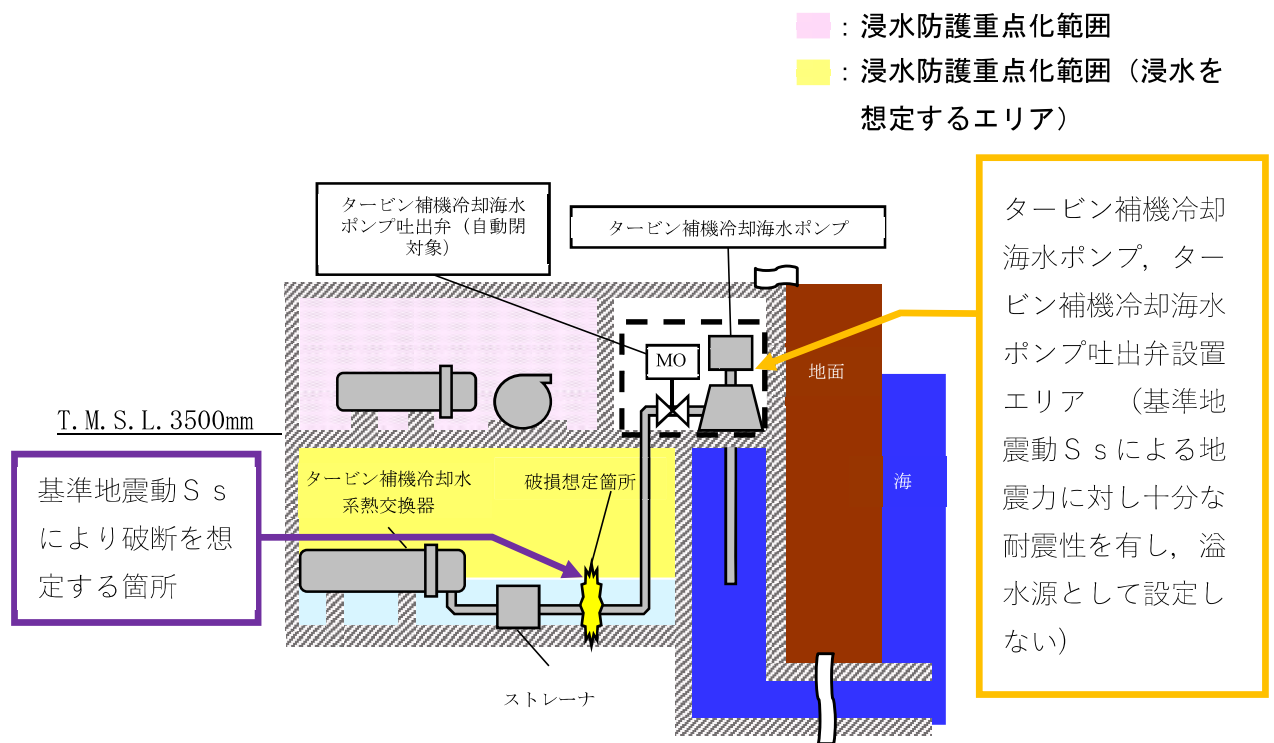 ：浸水防護重点化範囲
：浸水防護重点化範囲（浸水を
想定するエリア）
タービン補機冷却海水
ポンプ吐出弁（自動閉
対象）
タービン補機冷却海水ポンプ
タービン補機冷却
海水ポンプ，ター
ビン補機冷却海水
ポンプ吐出弁設置
エリア　（基準地
震動Ｓｓによる地
震力に対し十分な
耐震性を有し，溢
水源として設定し
ない）
MO
地面
T.M.S.L.3500mm
基準地震動Ｓｓ
により破断を想
定する箇所
タービン補機冷却水
系熱交換器
破損想定箇所
海
ストレーナ